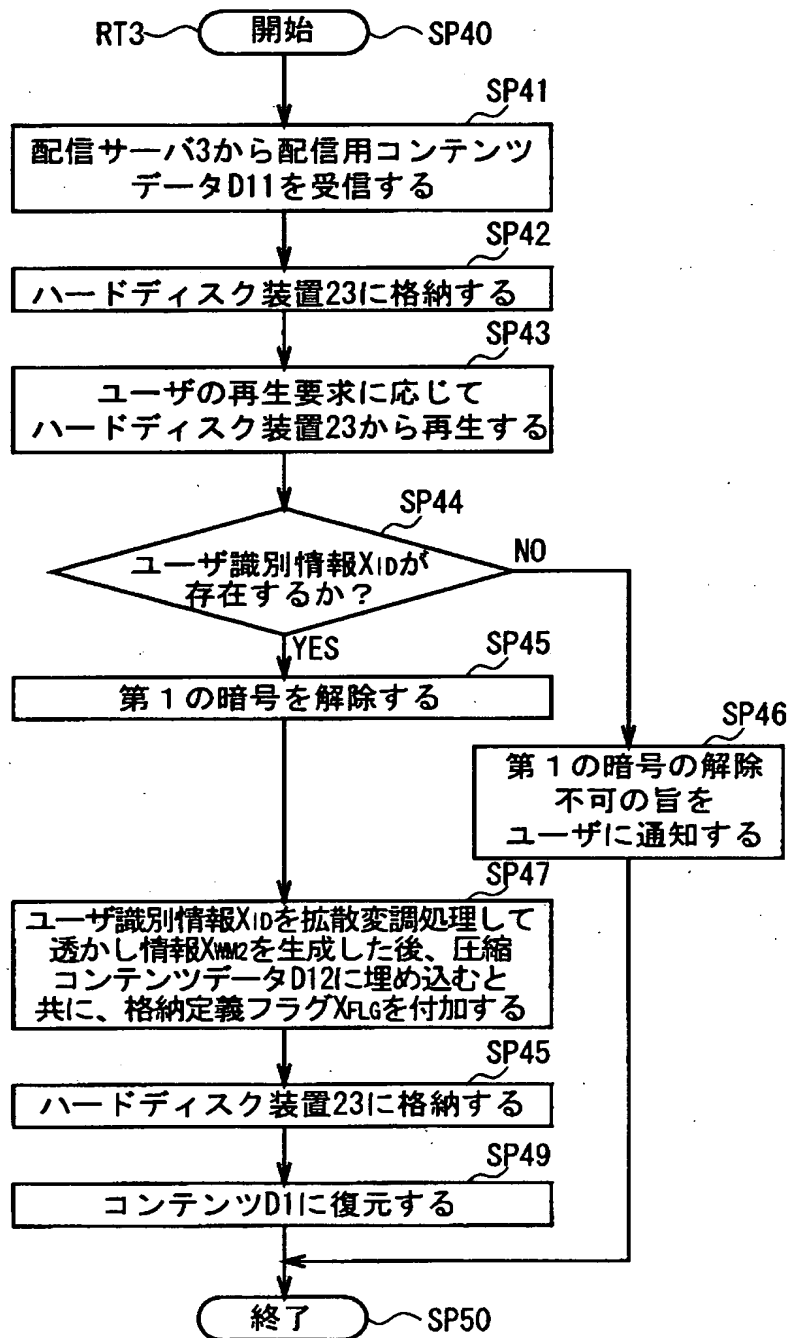 RT3
開始
SP40
SP41
配信サーバ3から配信用コンテンツ
データD11を受信する
SP42
ハードディスク装置23に格納する
SP43
ユーザの再生要求に応じて
ハードディスク装置23から再生する
SP44
ユーザ識別情報XIDが
存在するか？
NO
YES
SP45
第1の暗号を解除する
SP46
第1の暗号の解除
不可の旨を
ユーザに通知する
SP47
ユーザ識別情報XIDを拡散変調処理して
透かし情報XWM2を生成した後、圧縮
コンテンツデータD12に埋め込むと
共に、格納定義フラグXFLGを付加する
SP45
ハードディスク装置23に格納する
SP49
コンテンツD1に復元する
終了
SP50